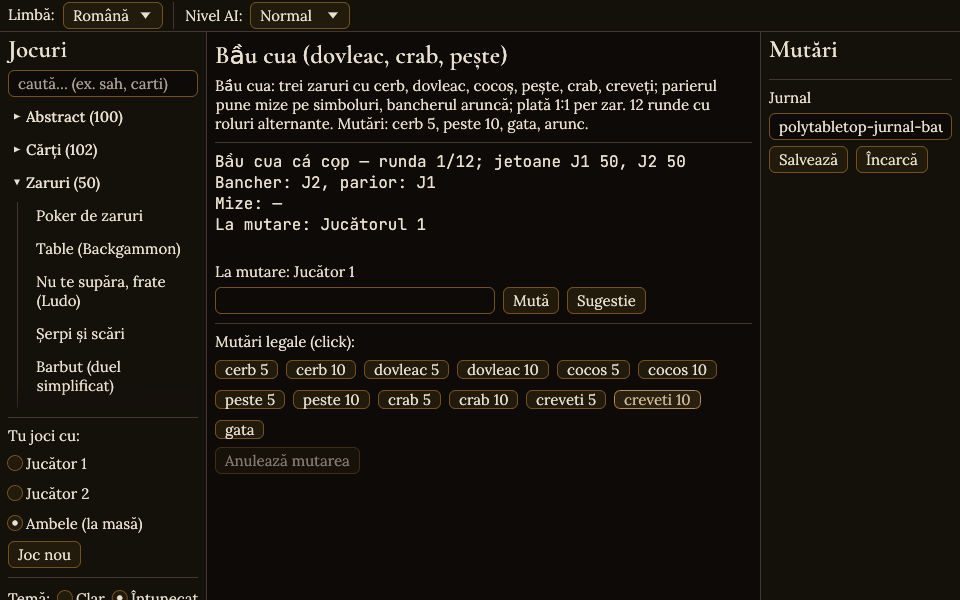 Limbă: Română ▼ Nivel AI: Normal ▼
Jocuri
caută... (ex. sah, carti)
▸ Abstract (100)
▸ Cărți (102)
▾ Zaruri (50)
Poker de zaruri
Table (Backgammon)
Nu te supăra, frate
(Ludo)
Șerpi și scări
Barbut (duel
simplificat)
Tu joci cu:
Jucător 1
Jucător 2
Ambele (la masă)
Joc nou
Temă: Clar Întunecat
Bầu cua (dovleac, crab, pește)
Bầu cua: trei zaruri cu cerb, dovleac, cocoș, pește, crab, creveți; parierul
pune mize pe simboluri, bancherul aruncă; plată 1:1 per zar. 12 runde cu
roluri alternante. Mutări: cerb 5, peste 10, gata, arunc.
Bầu cua cá cọp — runda 1/12; jetoane J1 50, J2 50
Bancher: J2, parior: J1
Mize: —
La mutare: Jucătorul 1
La mutare: Jucător 1
Mută Sugestie
Mutări legale (click):
cerb 5 cerb 10 dovleac 5 dovleac 10 cocos 5 cocos 10
peste 5 peste 10 crab 5 crab 10 creveti 5 creveti 10
gata
Anulează mutarea
Mutări
Jurnal
polytabletop-jurnal-bau
Salvează Încarcă